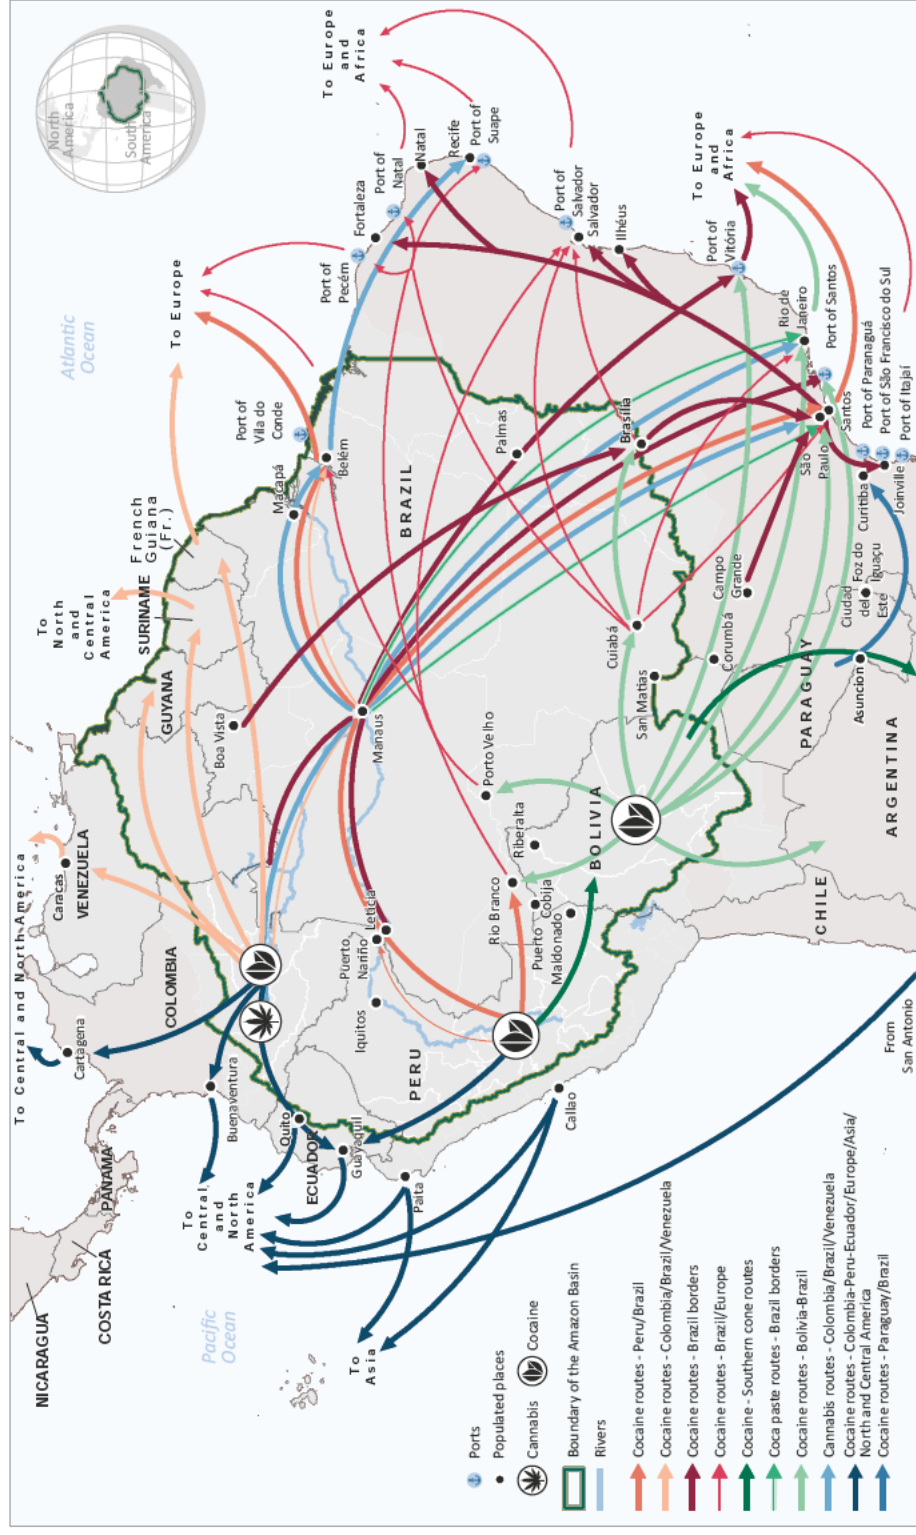 North
America
South
America
Atlantic
Ocean
Pacific
Ocean
To Central and North America
To
North
and
Central
America
To Europe
To Europe
and
Africa
To Europe
and
Africa
To
Central
and
North
America
To
Asia
From
San Antonio
NICARAGUA
COSTA RICA
PANAMA
COLOMBIA
VENEZUELA
GUYANA
SURINAME
French
Guiana
(Fr.)
ECUADOR
PERU
BRAZIL
BOLIVIA
PARAGUAY
CHILE
ARGENTINA
Cartagena
Caracas
Buenaventura
Quito
Guayaquil
Paita
Callao
Iquitos
Puerto
Nariño
Leticia
Boa Vista
Manaus
Macapá
Port of
Vila do
Conde
Belém
Port of
Pecém
Fortaleza
Port of
Natal
Natal
Recife
Port of
Suape
Port of
Salvador
Salvador
Ilhéus
Port of
Vitória
Rio de
Janeiro
Port of Santos
Santos
São
Paulo
Port of Paranaguá
Port of São Francisco do Sul
Port of Itajaí
Curitiba
Joinville
Palmas
Brasília
Cuiabá
Campo
Grande
Corumbá
San Matias
Ciudad
del
Este
Foz do
Iguaçu
Asuncion
Porto Velho
Rio Branco
Riberalta
Cobija
Puerto
Maldonado
Ports
Populated places
Cannabis
Cocaine
Boundary of the Amazon Basin
Rivers
Cocaine routes - Peru/Brazil
Cocaine routes - Colombia/Brazil/Venezuela
Cocaine routes - Brazil borders
Cocaine routes - Brazil/Europe
Cocaine - Southern cone routes
Coca paste routes - Brazil borders
Cocaine routes - Bolivia-Brazil
Cannabis routes - Colombia/Brazil/Venezuela
Cocaine routes - Colombia-Peru-Ecuador/Europe/Asia/
North and Central America
Cocaine routes - Paraguay/Brazil